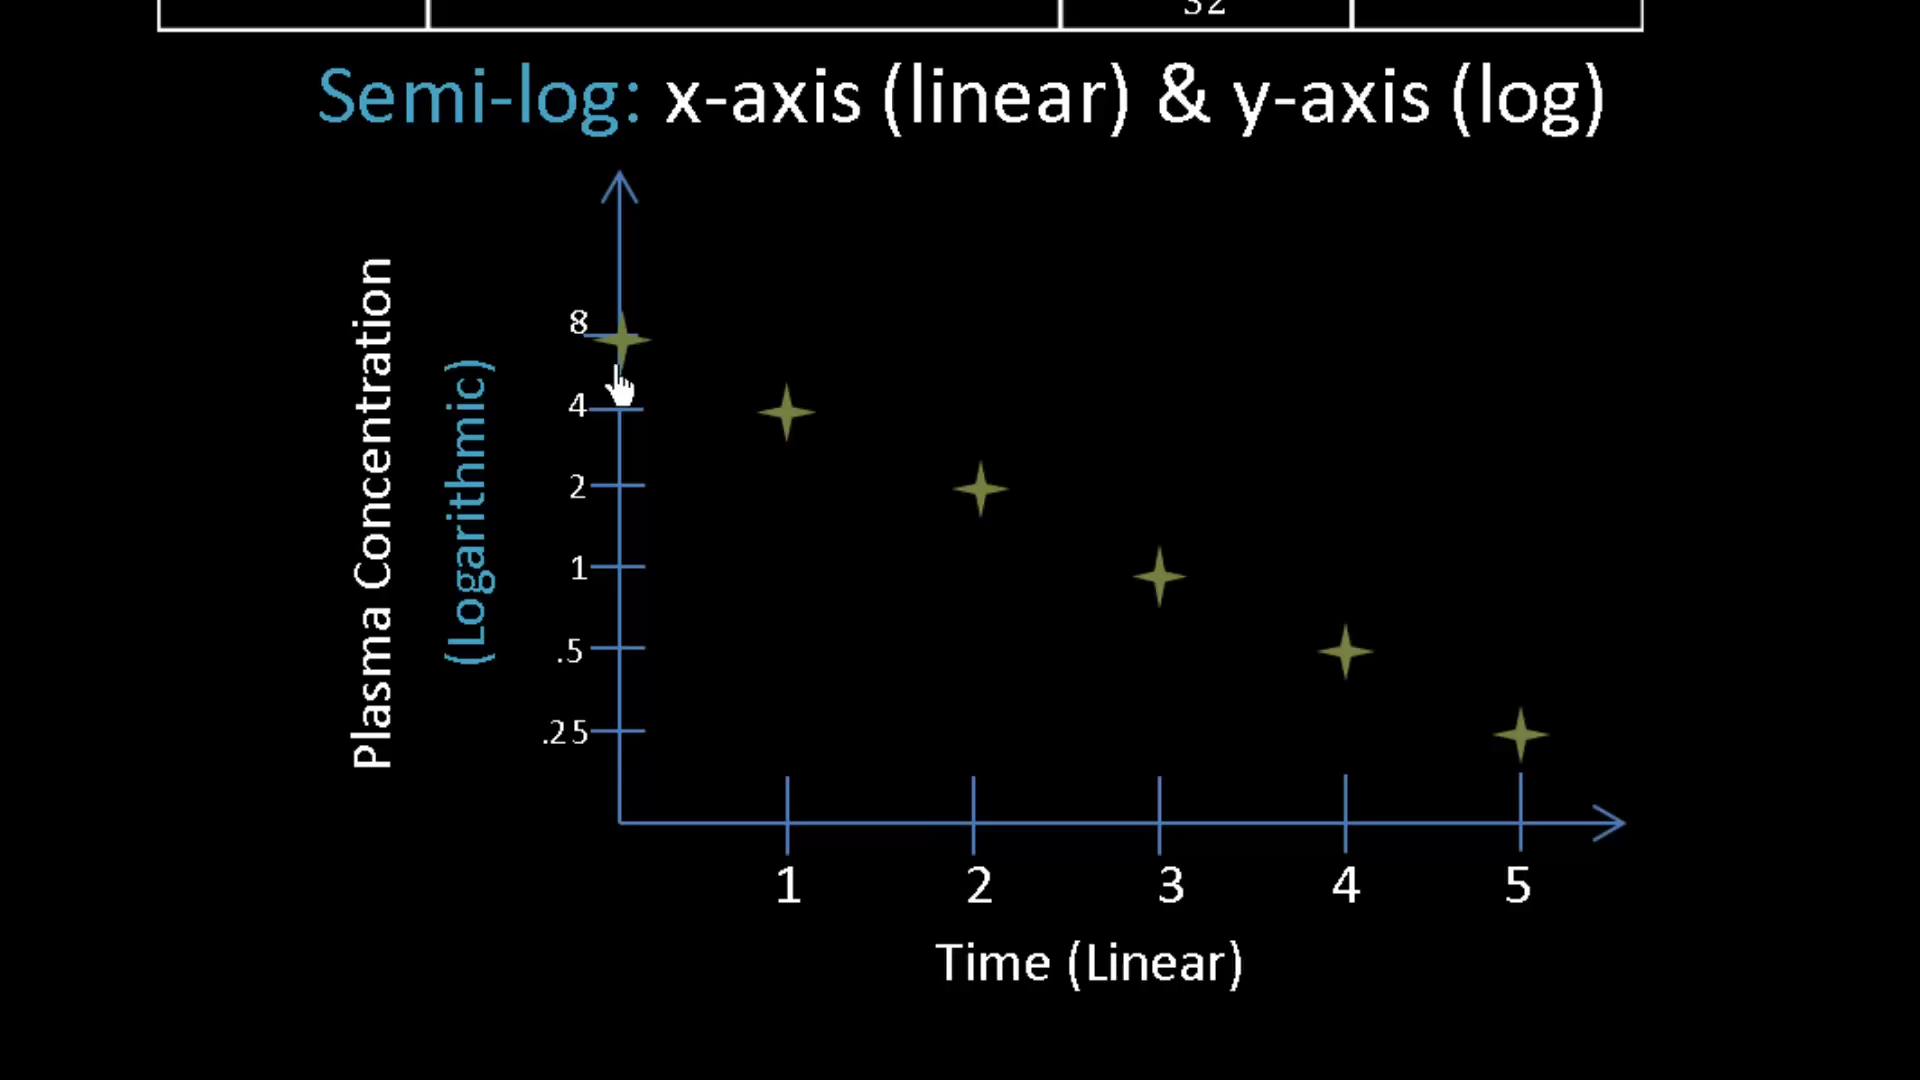 32
Semi-log: x-axis (linear) & y-axis (log)
Plasma Concentration
(Logarithmic)
8
4
2
1
.5
.25
1 2 3 4 5
Time (Linear)